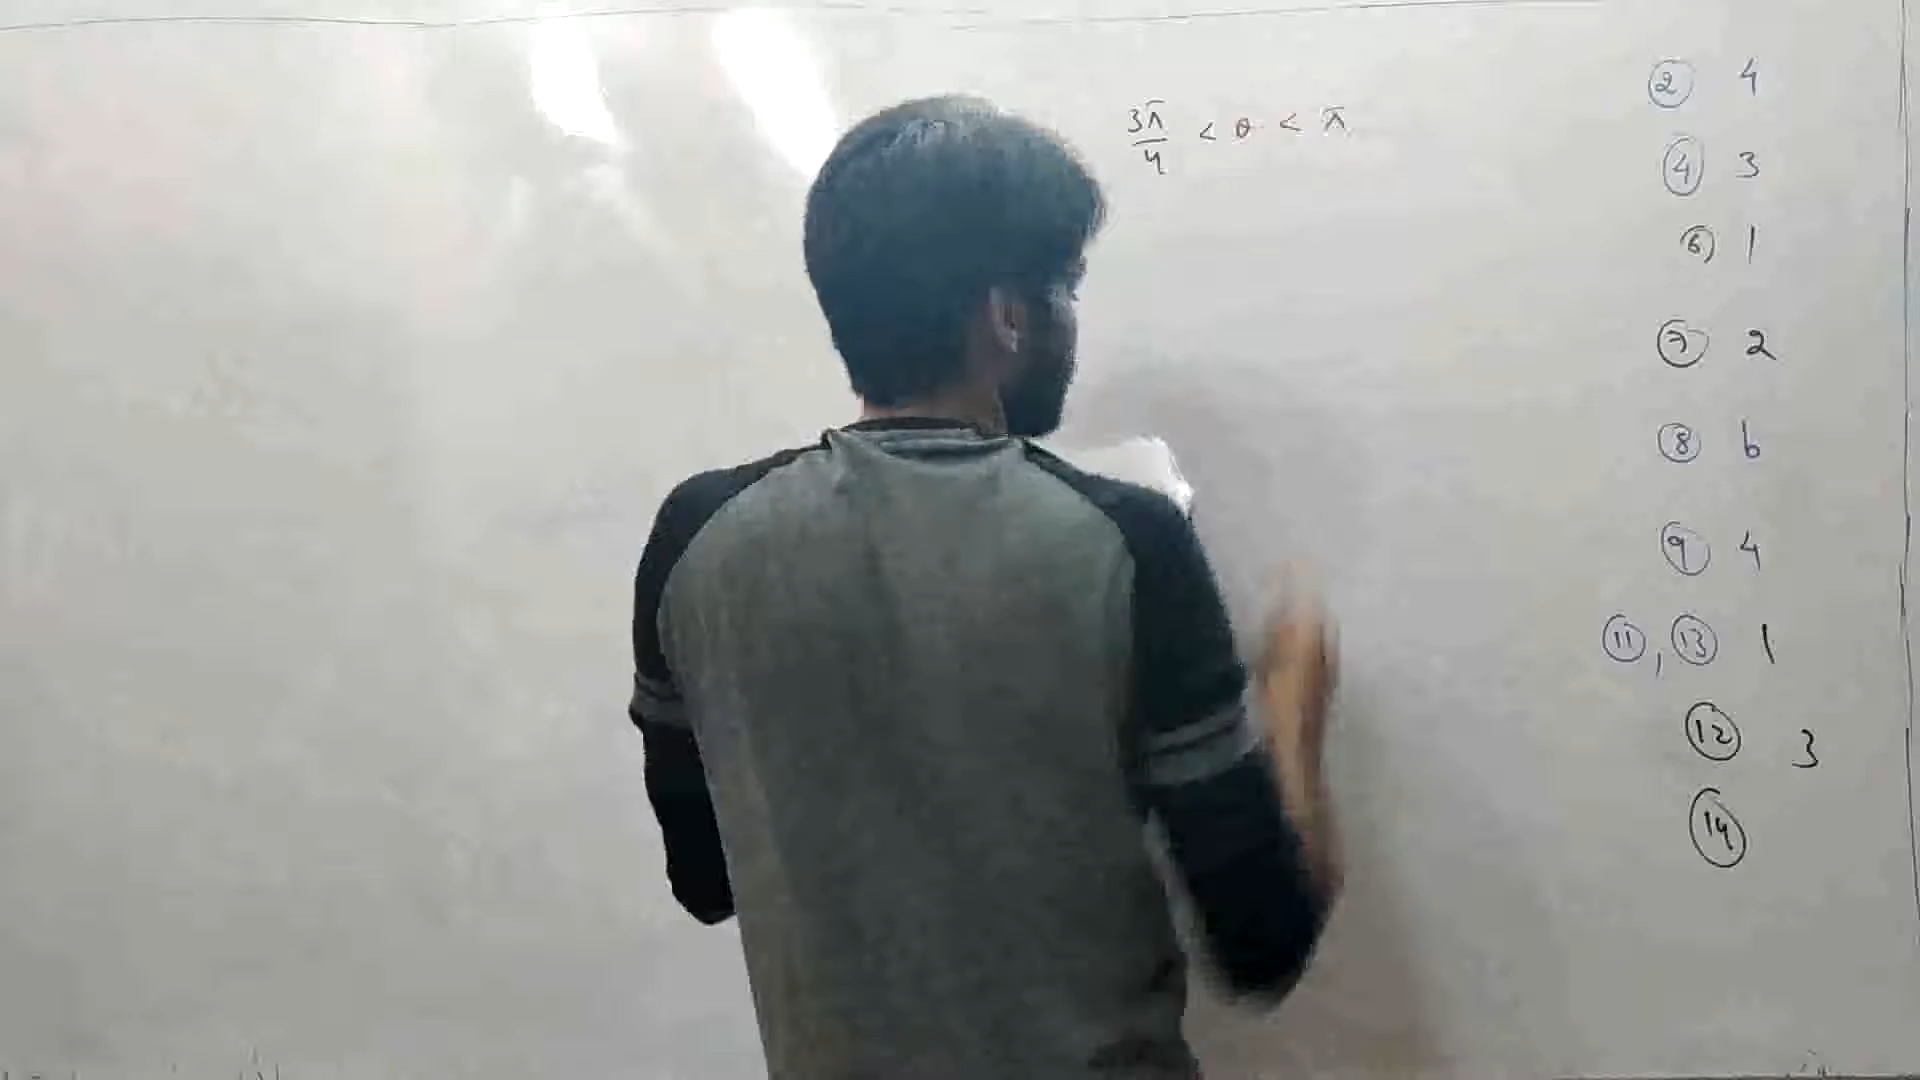 3π/4 < θ < π
② 4
④ 3
⑥ 1
⑦ 2
⑧ b
⑨ 4
⑪, ⑬ 1
⑫ 3
⑭